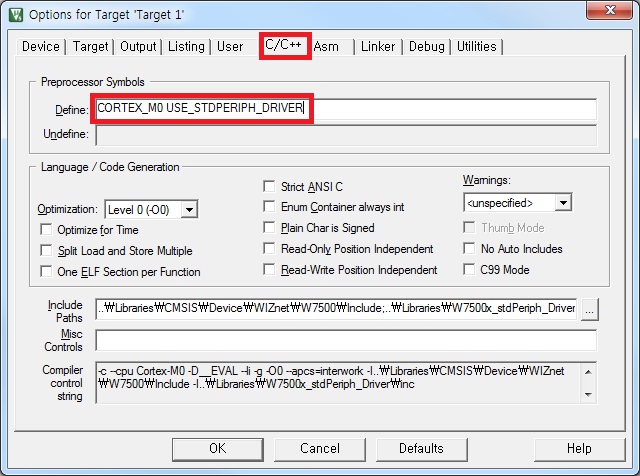 Options for Target 'Target 1'
Device Target Output Listing User C/C++ Asm Linker Debug Utilities
Preprocessor Symbols
Define: CORTEX_M0 USE_STDPERIPH_DRIVER
Undefine:
Language / Code Generation
Optimization: Level 0 (-O0)
Optimize for Time
Split Load and Store Multiple
One ELF Section per Function
Strict ANSI C
Enum Container always int
Plain Char is Signed
Read-Only Position Independent
Read-Write Position Independent
Warnings:
<unspecified>
Thumb Mode
No Auto Includes
C99 Mode
Include Paths ..₩Libraries₩CMSIS₩Device₩WIZnet₩W7500₩Include;..₩Libraries₩W7500x_stdPeriph_Driver ...
Misc Controls
Compiler control string
-c --cpu Cortex-M0 -D__EVAL --li -g -O0 --apcs=interwork -I..₩Libraries₩CMSIS₩Device₩WIZnet
₩W7500₩Include -I..₩Libraries₩W7500x_stdPeriph_Driver₩inc
OK Cancel Defaults Help